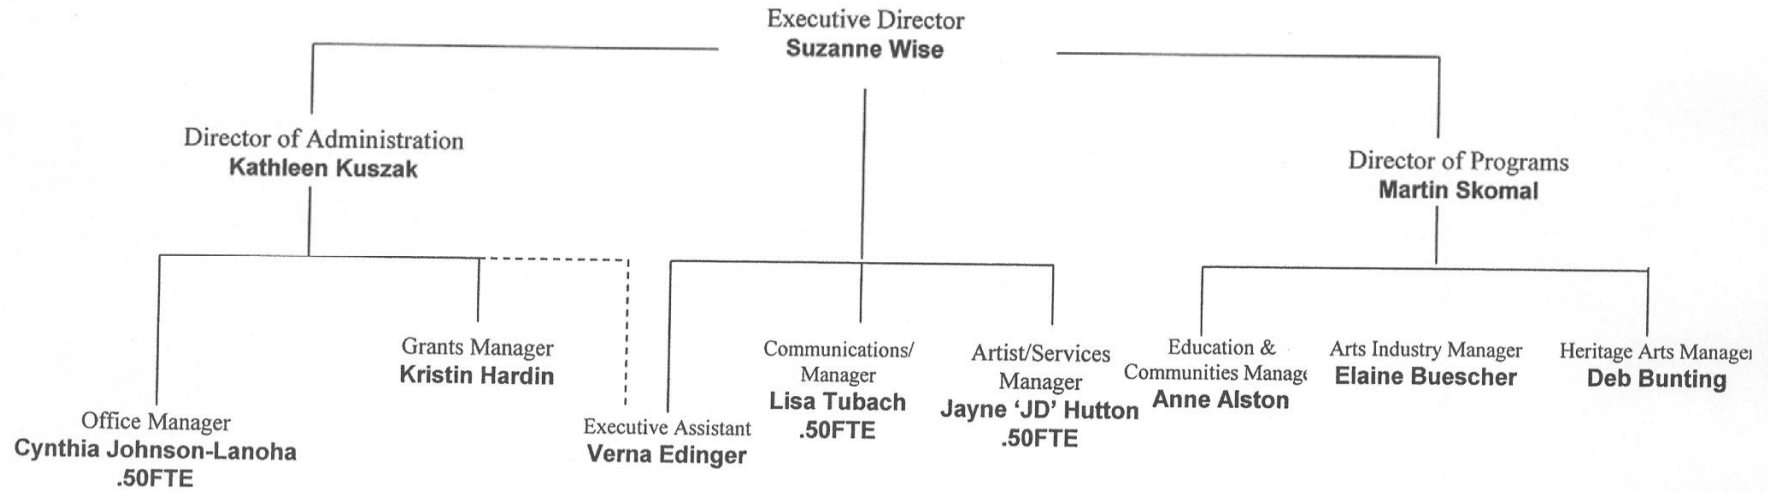 Executive Director
Suzanne Wise
Director of Administration
Kathleen Kuszak
Director of Programs
Martin Skomal
Grants Manager
Kristin Hardin
Office Manager
Cynthia Johnson-Lanoha
.50FTE
Executive Assistant
Verna Edinger
Communications/
Manager
Lisa Tubach
.50FTE
Artist/Services
Manager
Jayne ‘JD’ Hutton
.50FTE
Education &
Communities Manage
Anne Alston
Arts Industry Manager
Elaine Buescher
Heritage Arts Manager
Deb Bunting